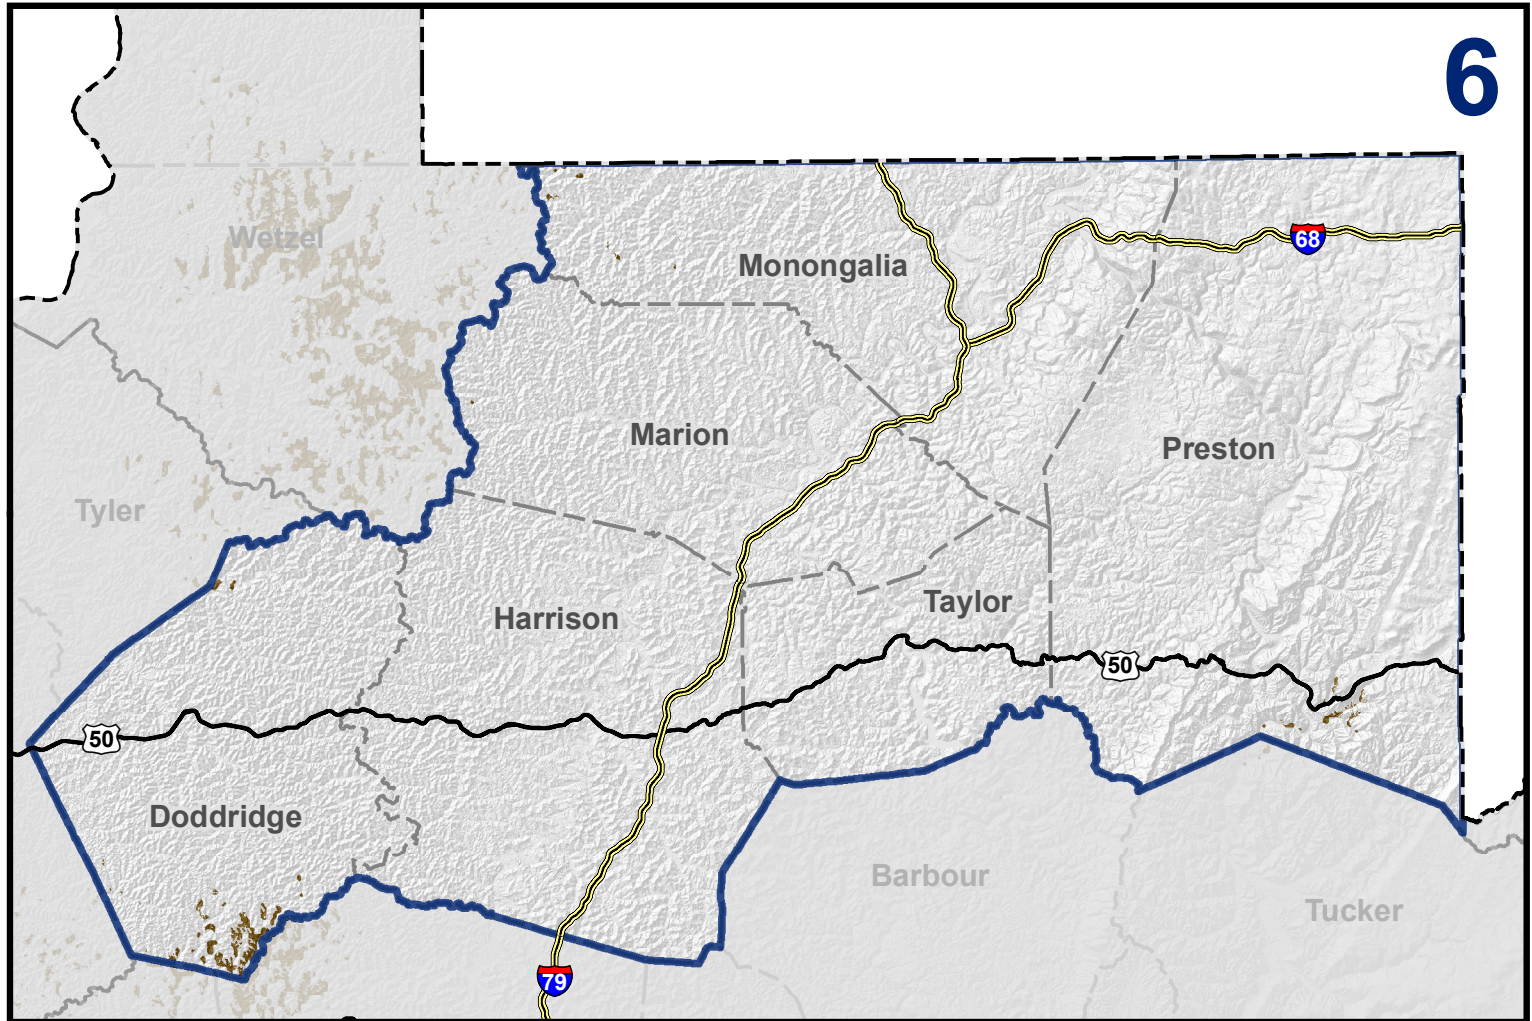 6
Wetzel
68
Monongalia
Marion
Preston
Tyler
Taylor
Harrison
50
50
Doddridge
Barbour
Tucker
79